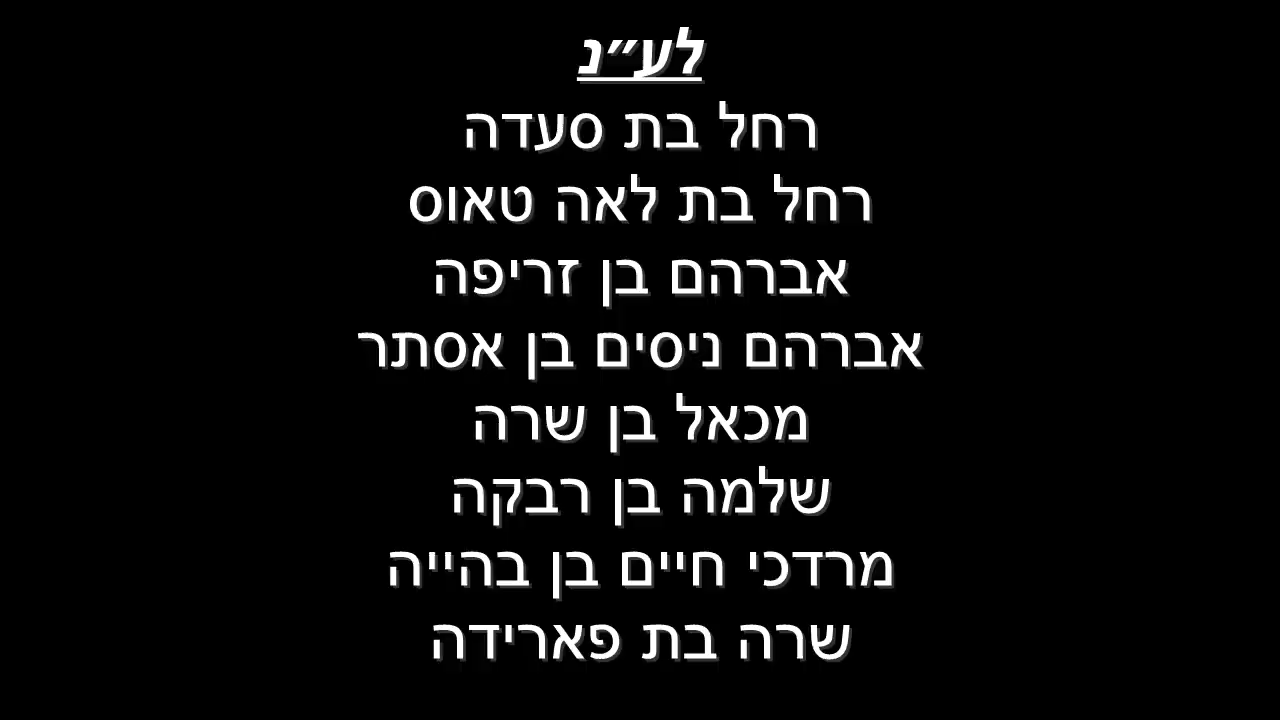 לע״נ
רחל בת סעדה
רחל בת לאה טאוס
אברהם בן זריפה
אברהם ניסים בן אסתר
מכאל בן שרה
שלמה בן רבקה
מרדכי חיים בן בהייה
שרה בת פארידה